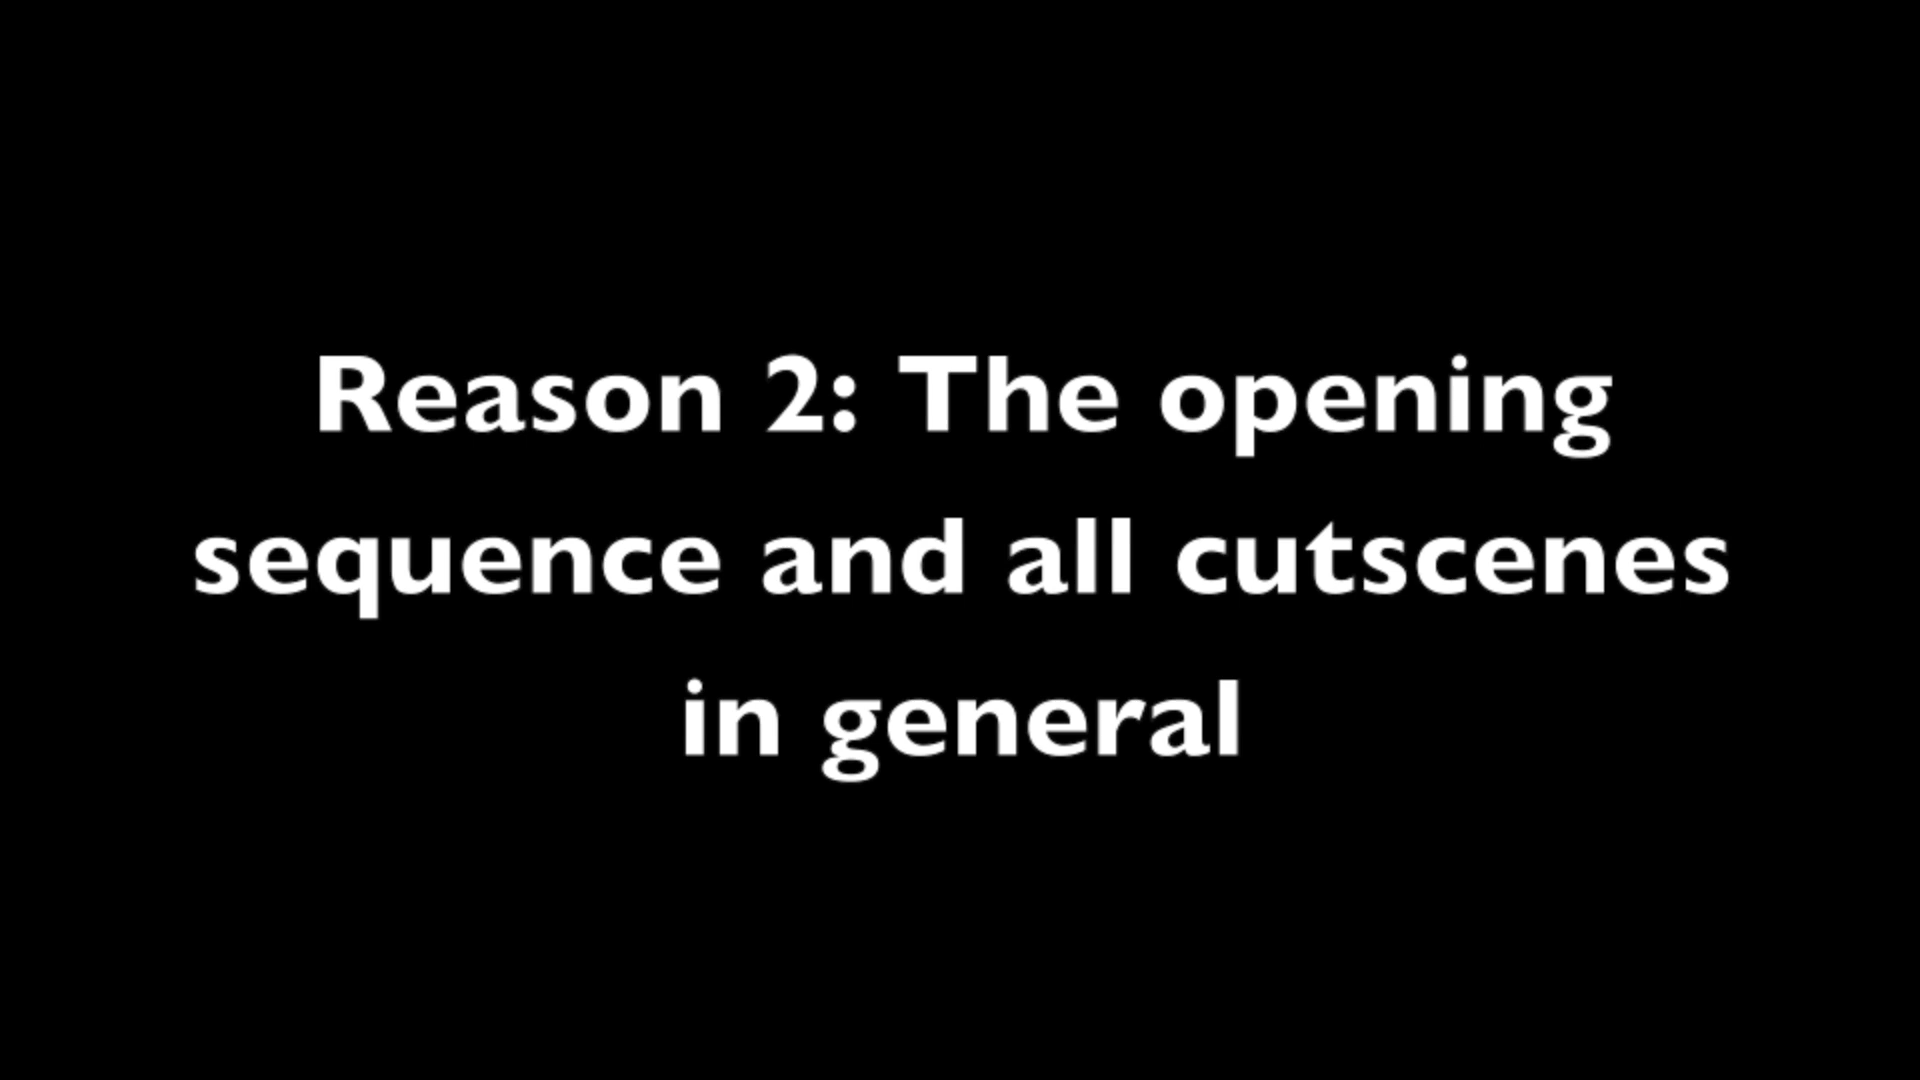 Reason 2: The opening
sequence and all cutscenes
in general